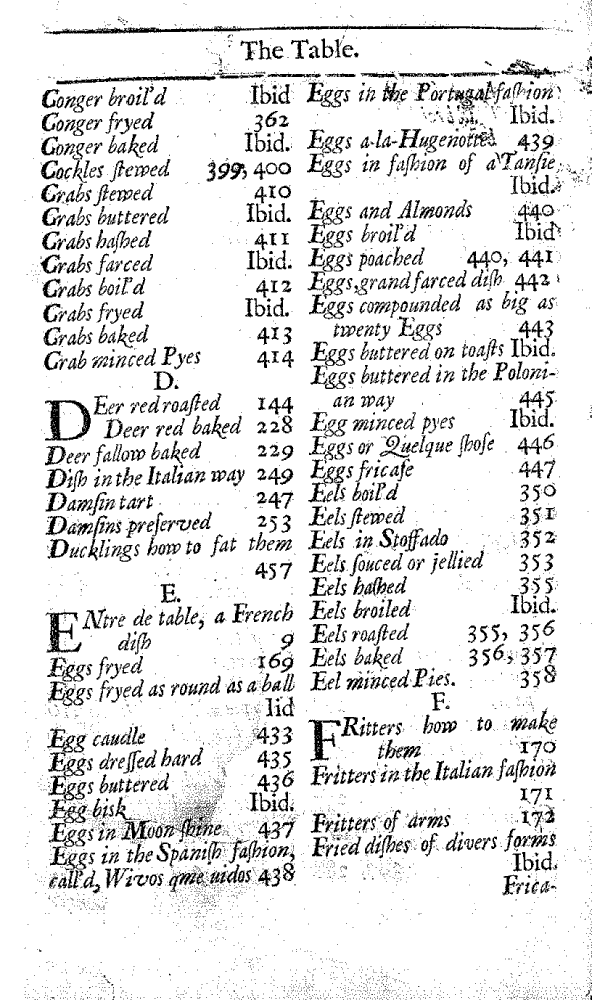 The Table.
Conger broil'd Ibid
Conger fryed 362
Conger baked Ibid.
Cockles ſtewed 399, 400
Crabs ſtewed 410
Crabs buttered Ibid.
Crabs haſhed 411
Crabs farced Ibid.
Crabs boil'd 412
Crabs fryed Ibid.
Crabs baked 413
Crab minced Pyes 414
D.
DEer red roaſted 144
Deer red baked 228
Deer fallow baked 229
Diſh in the Italian way 249
Damſin tart 247
Damſins preſerved 253
Ducklings how to fat them
457
E.
ENtre de table, a French
diſh 9
Eggs fryed 169
Eggs fryed as round as a ball
Iid
Egg caudle 433
Eggs dreſſed hard 435
Eggs buttered 436
Egg bisk Ibid.
Eggs in Moon ſhine 437
Eggs in the Spaniſh faſhion,
call'd, Wivos qme uidos 438
Eggs in the Portugal faſhion
Ibid.
Eggs a-la-Hugenotte 439
Eggs in faſhion of a Tanſie
Ibid.
Eggs and Almonds 440
Eggs broil'd Ibid
Eggs poached 440, 441
Eggs, grand farced diſh 442
Eggs compounded as big as
twenty Eggs 443
Eggs buttered on toaſts Ibid.
Eggs buttered in the Poloni-
an way 445
Egg minced pyes Ibid.
Eggs or Quelque ſhoſe 446
Eggs fricaſe 447
Eels boil'd 350
Eels ſtewed 351
Eels in Stoffado 352
Eels ſouced or jellied 353
Eels haſhed 355
Eels broiled Ibid.
Eels roaſted 355, 356
Eels baked 356, 357
Eel minced Pies. 358
F.
FRitters how to make
them 170
Fritters in the Italian faſhion
171
Fritters of arms 172
Fried diſhes of divers forms
Ibid.
Frica-